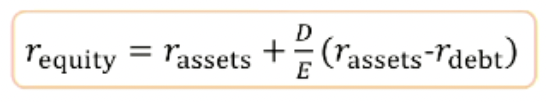 r_equity = r_assets + D/E (r_assets-r_debt)